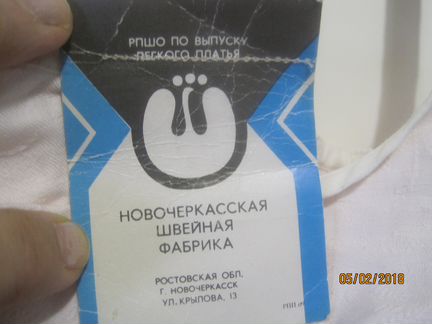 РПШО ПО ВЫПУСКУ
ЛЕГКОГО ПЛАТЬЯ
НОВОЧЕРКАССКАЯ
ШВЕЙНАЯ
ФАБРИКА
РОСТОВСКАЯ ОБЛ.
Г. НОВОЧЕРКАССК
УЛ. КРЫЛОВА, 13
05/02/2018